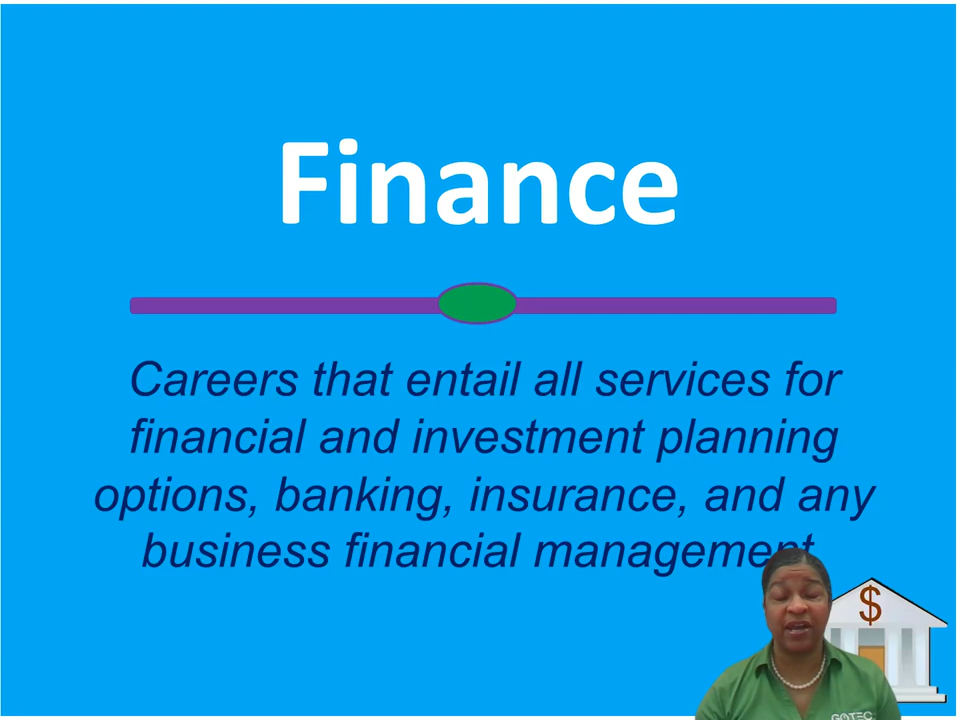 Finance
Careers that entail all services for
financial and investment planning
options, banking, insurance, and any
business financial management
$
GOTEC